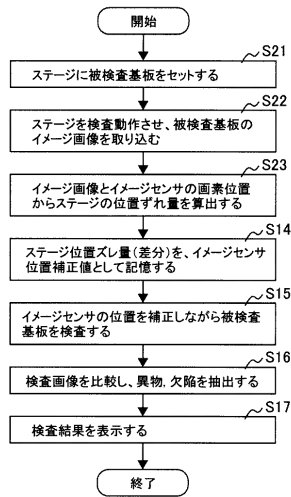 開始
S21
ステージに被検査基板をセットする
S22
ステージを検査動作させ、被検査基板の
イメージ画像を取り込む
S23
イメージ画像とイメージセンサの画素位置
からステージの位置ずれ量を算出する
S14
ステージ位置ズレ量(差分)を、イメージセンサ
位置補正値として記憶する
S15
イメージセンサの位置を補正しながら被検査
基板を検査する
S16
検査画像を比較し、異物,欠陥を抽出する
S17
検査結果を表示する
終了